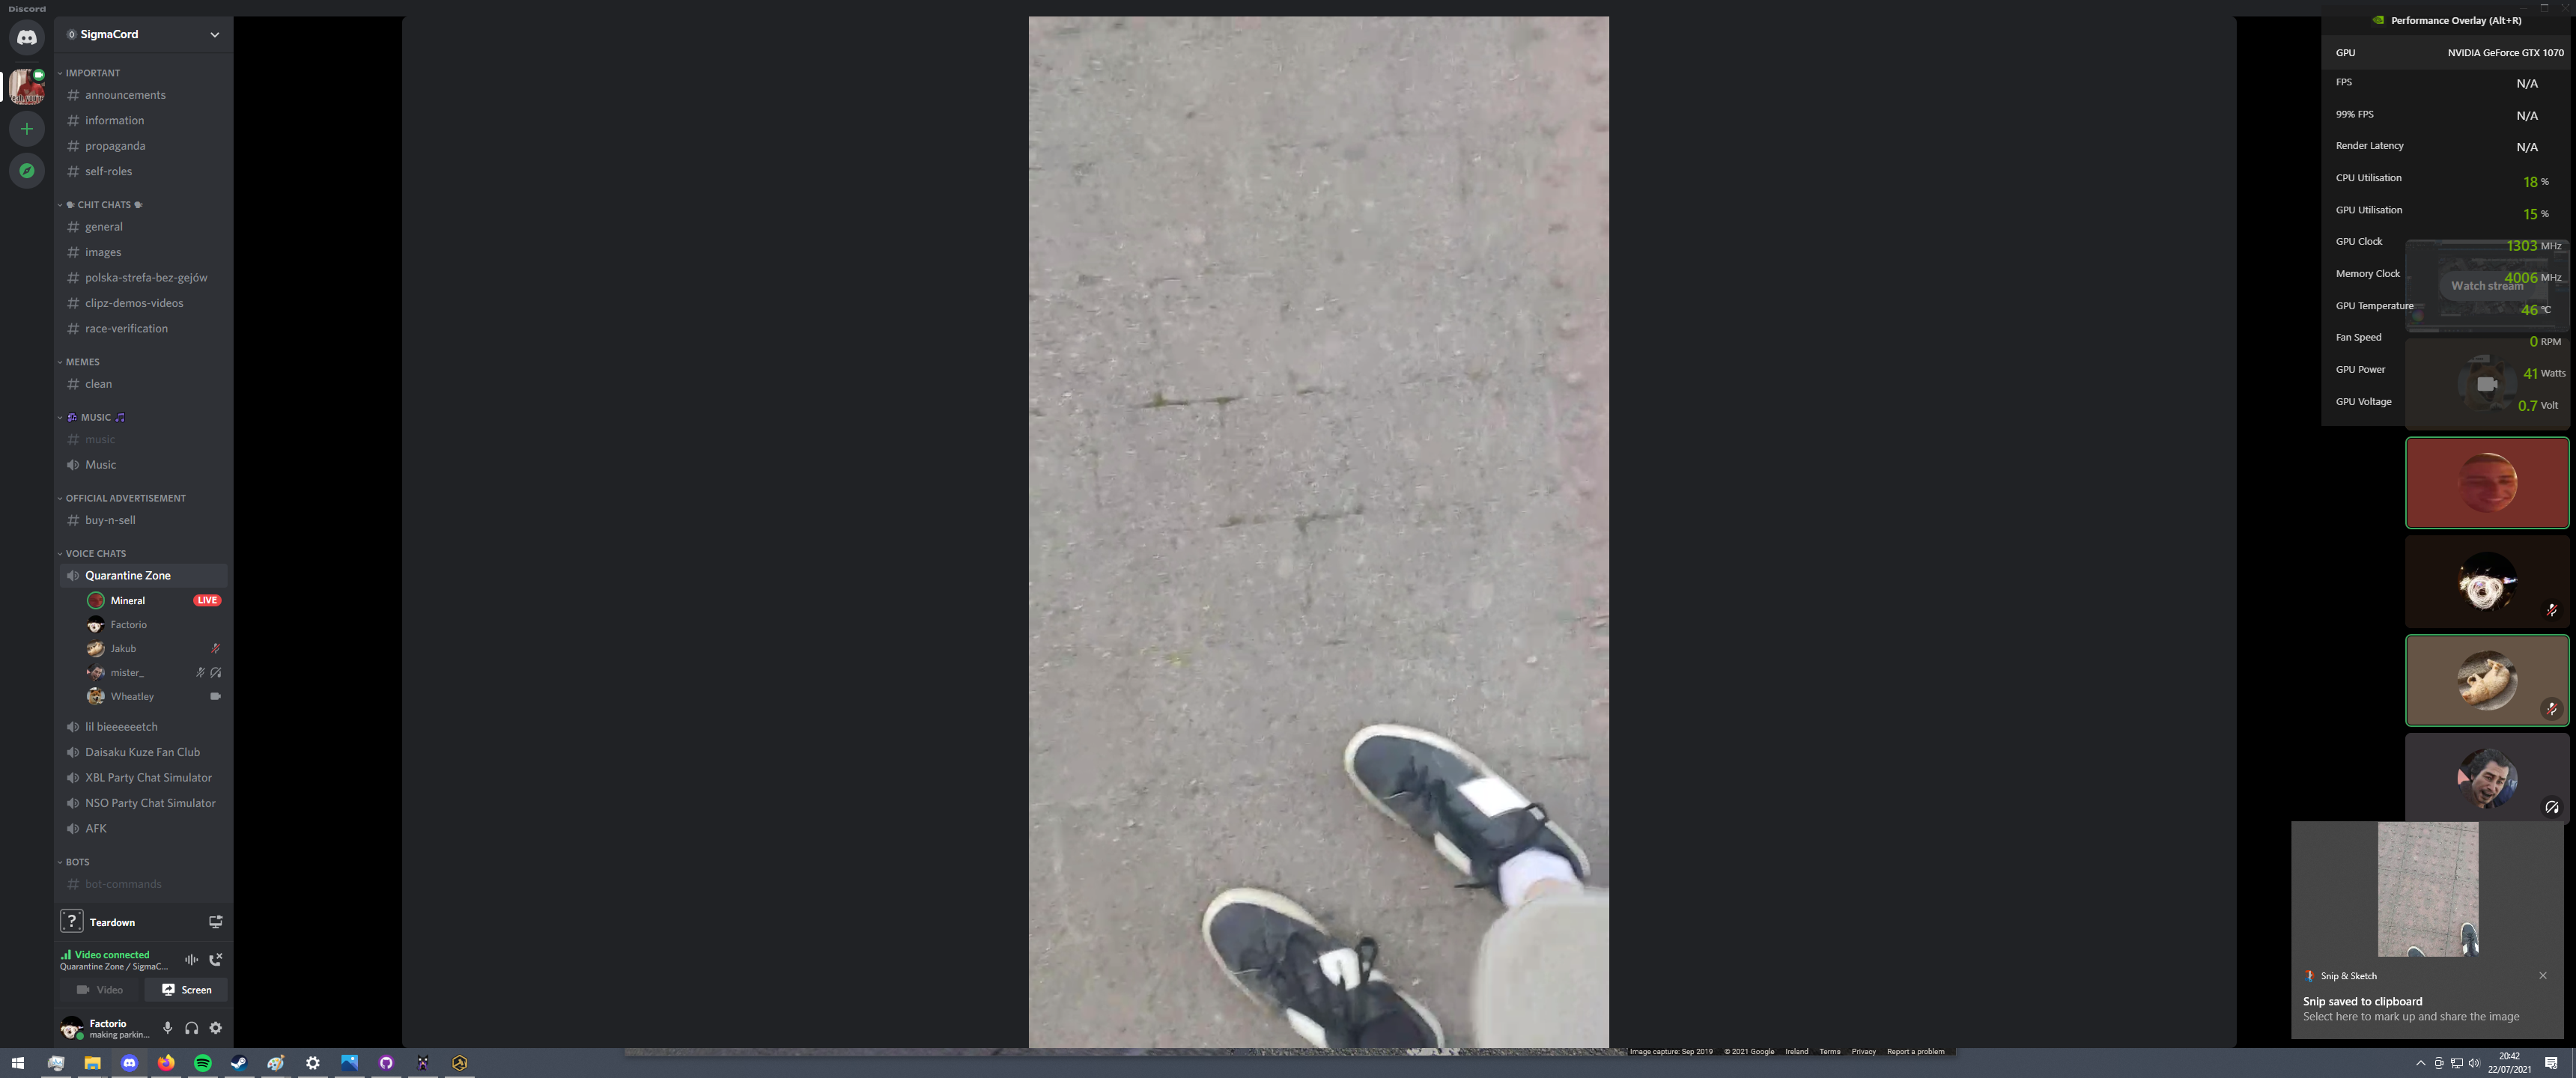 Discord
SigmaCord
IMPORTANT
announcements
information
propaganda
self-roles
CHIT CHATS
general
images
polska-strefa-bez-gejów
clipz-demos-videos
race-verification
MEMES
clean
MUSIC
music
Music
OFFICIAL ADVERTISEMENT
buy-n-sell
VOICE CHATS
Quarantine Zone
Mineral LIVE
Factorio
Jakub
mister_
Wheatley
lil bieeeeeetch
Daisaku Kuze Fan Club
XBL Party Chat Simulator
NSO Party Chat Simulator
AFK
BOTS
bot-commands
? Teardown
Video connected
Quarantine Zone / SigmaC...
Video Screen
Factorio
making parkin...
Performance Overlay (Alt+R)
GPU NVIDIA GeForce GTX 1070
FPS N/A
99% FPS N/A
Render Latency N/A
CPU Utilisation 18 %
GPU Utilisation 15 %
GPU Clock 1303 MHz
Memory Clock 4006 MHz
Watch stream
GPU Temperature 46 °C
Fan Speed 0 RPM
GPU Power 41 Watts
GPU Voltage 0.7 Volt
Snip & Sketch
Snip saved to clipboard
Select here to mark up and share the image
Image capture: Sep 2019 © 2021 Google Ireland Terms Privacy Report a problem
20:42
22/07/2021